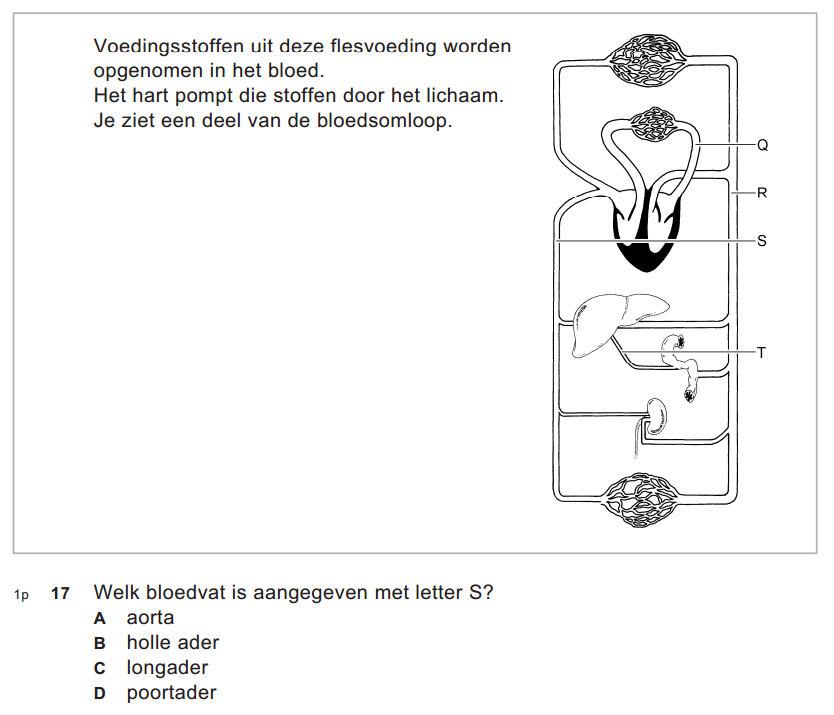 Voedingsstoffen uit deze flesvoeding worden
opgenomen in het bloed.
Het hart pompt die stoffen door het lichaam.
Je ziet een deel van de bloedsomloop.
Q
R
S
T
1p 17 Welk bloedvat is aangegeven met letter S?
A aorta
B holle ader
C longader
D poortader